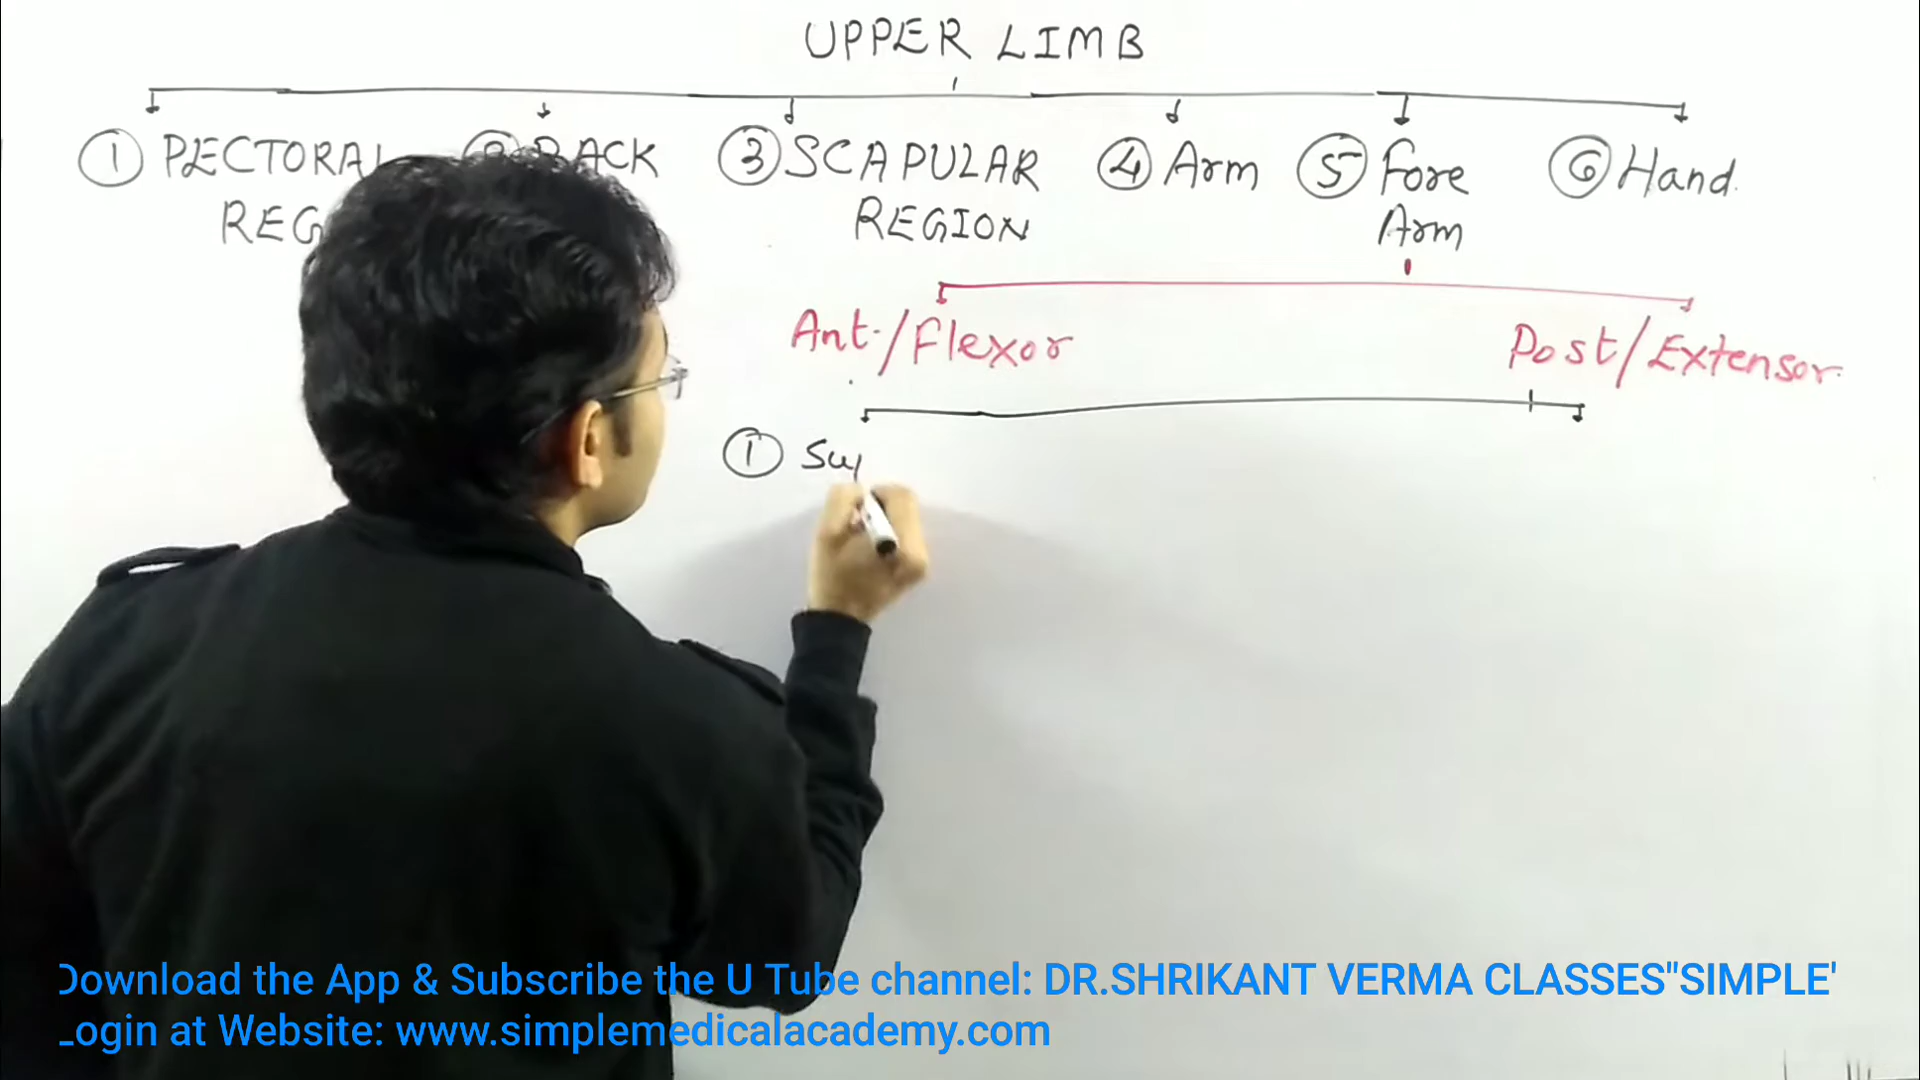 UPPER LIMB
① PECTORAL ② BACK ③ SCAPULAR ④ Arm ⑤ Fore ⑥ Hand.
REGION Arm
Ant./Flexor Post/Extensor.
①
Download the App & Subscribe the U Tube channel: DR.SHRIKANT VERMA CLASSES"SIMPLE'
Login at Website: www.simplemedicalacademy.com